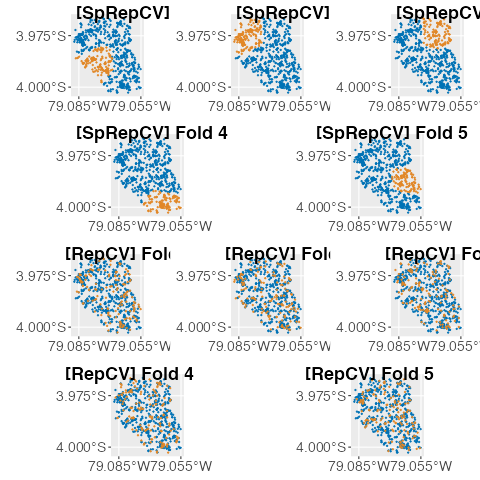 [SpRepCV] [SpRepCV] [SpRepCV
3.975°S 3.975°S 3.975°S
4.000°S 4.000°S 4.000°S
79.085°W79.055°W 79.085°W79.055°W 79.085°W79.055°W
[SpRepCV] Fold 4 [SpRepCV] Fold 5
3.975°S 3.975°S
4.000°S 4.000°S
79.085°W79.055°W 79.085°W79.055°W
[RepCV] Fol [RepCV] Fol [RepCV] Fo
3.975°S 3.975°S 3.975°S
4.000°S 4.000°S 4.000°S
79.085°W79.055°W 79.085°W79.055°W 79.085°W79.055°W
[RepCV] Fold 4 [RepCV] Fold 5
3.975°S 3.975°S
4.000°S 4.000°S
79.085°W79.055°W 79.085°W79.055°W